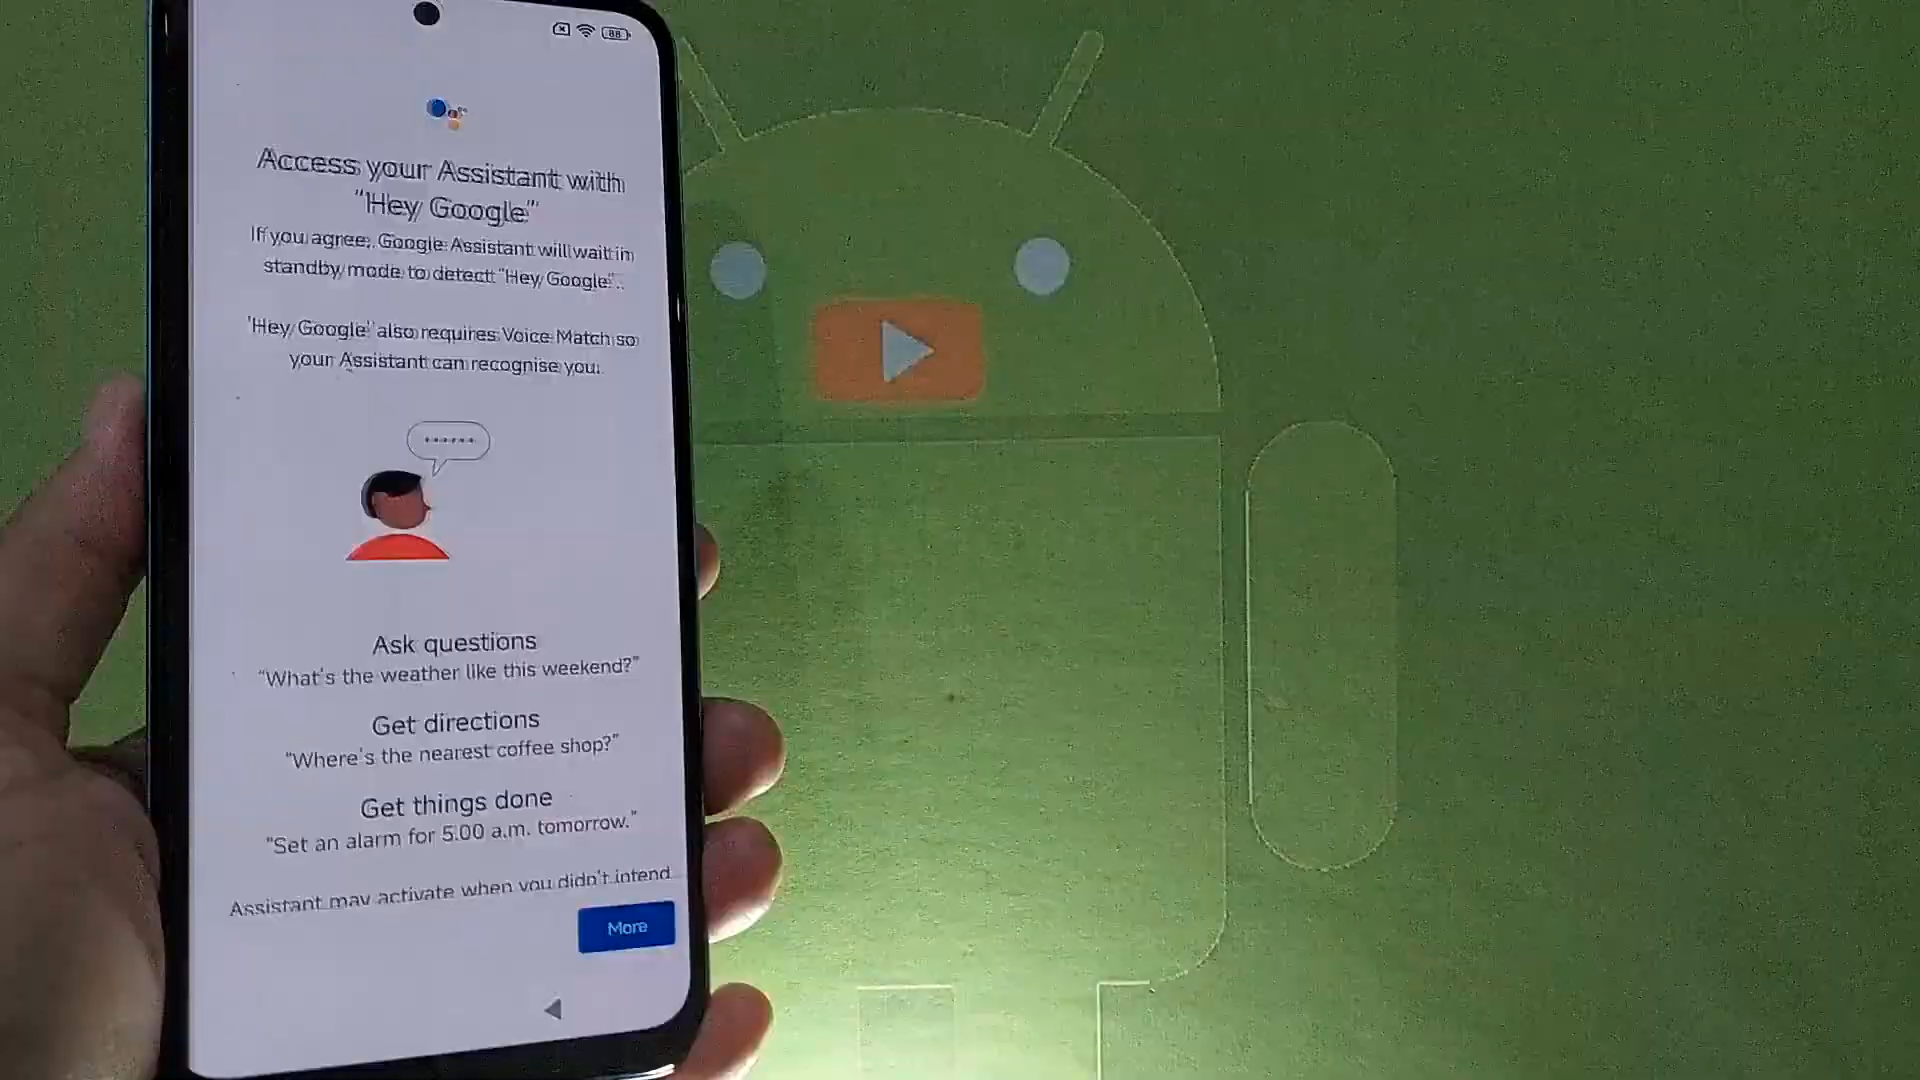 88
Access your Assistant with
“Hey Google”
If you agree, Google Assistant will wait in
standby mode to detect “Hey Google”.
'Hey Google' also requires Voice Match so
your Assistant can recognise you.
Ask questions
“What's the weather like this weekend?”
Get directions
“Where's the nearest coffee shop?”
Get things done
“Set an alarm for 5:00 a.m. tomorrow.”
Assistant may activate when you didn't intend
More